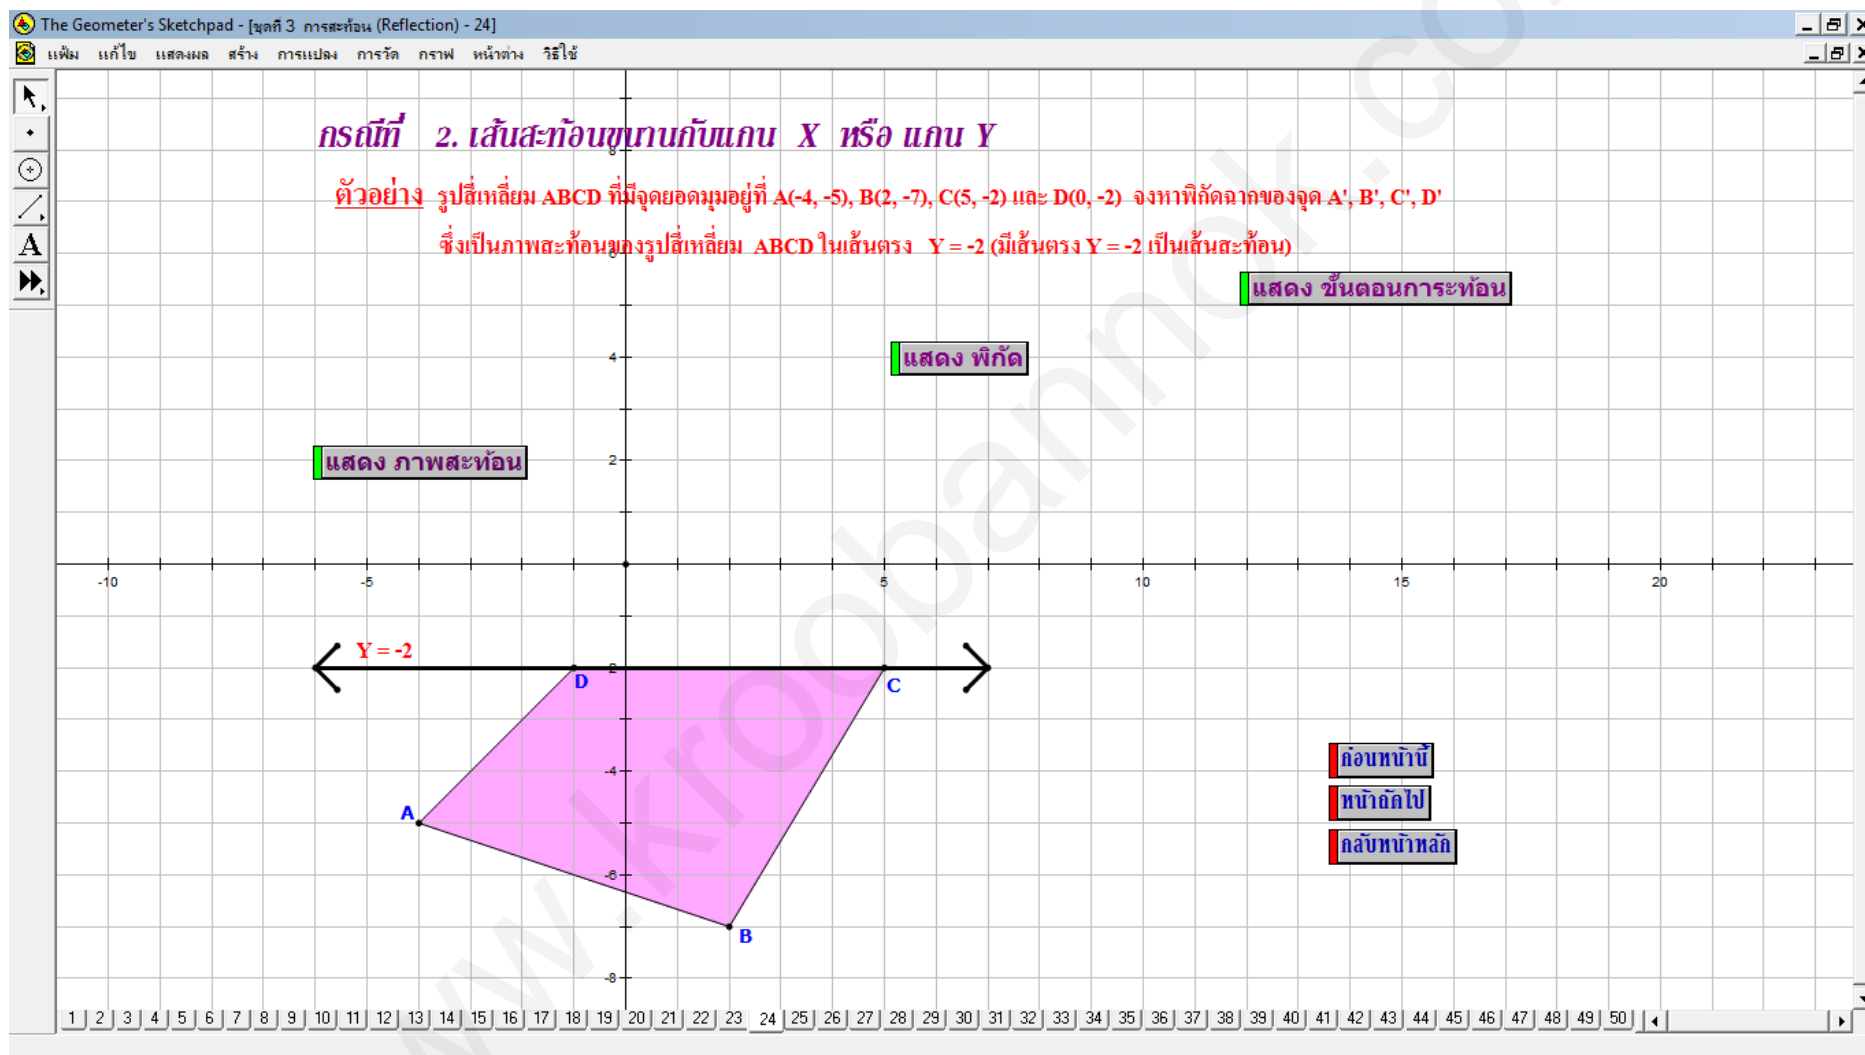 The Geometer's Sketchpad - [ชุดที่ 3 การสะท้อน (Reflection) - 24]
แฟ้ม แก้ไข แสดงผล สร้าง การแปลง การวัด กราฟ หน้าต่าง วิธีใช้
กรณีที่ 2. เส้นสะท้อนขนานกับแกน X หรือ แกน Y
8
ตัวอย่าง รูปสี่เหลี่ยม ABCD ที่มีจุดยอดมุมอยู่ที่ A(-4, -5), B(2, -7), C(5, -2) และ D(0, -2) จงหาพิกัดฉากของจุด A', B', C', D'
ซึ่งเป็นภาพสะท้อนของรูปสี่เหลี่ยม ABCD ในเส้นตรง Y = -2 (มีเส้นตรง Y = -2 เป็นเส้นสะท้อน)
6
แสดง ขั้นตอนการะท้อน
4
แสดง พิกัด
แสดง ภาพสะท้อน
2
-10 -5 5 10 15 20
Y = -2
-2
D
C
-4
ก่อนหน้านี้
หน้าถัดไป
A
กลับหน้าหลัก
-6
B
-8
1 2 3 4 5 6 7 8 9 10 11 12 13 14 15 16 17 18 19 20 21 22 23 24 25 26 27 28 29 30 31 32 33 34 35 36 37 38 39 40 41 42 43 44 45 46 47 48 49 50
www.kroobannok.com